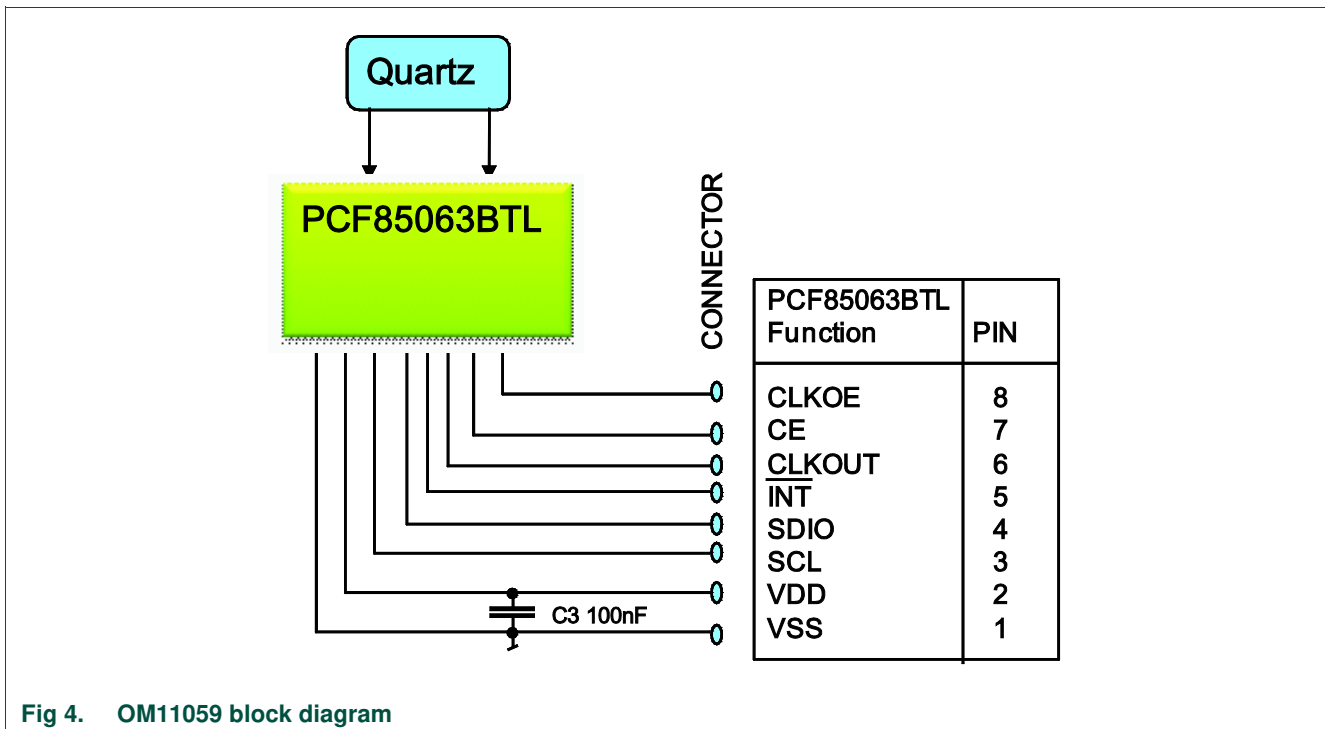 Quartz
PCF85063BTL
CONNECTOR
PCF85063BTL
Function PIN
CLKOE 8
CE 7
CLKOUT 6
INT 5
SDIO 4
SCL 3
VDD 2
VSS 1
C3 100nF
Fig 4. OM11059 block diagram